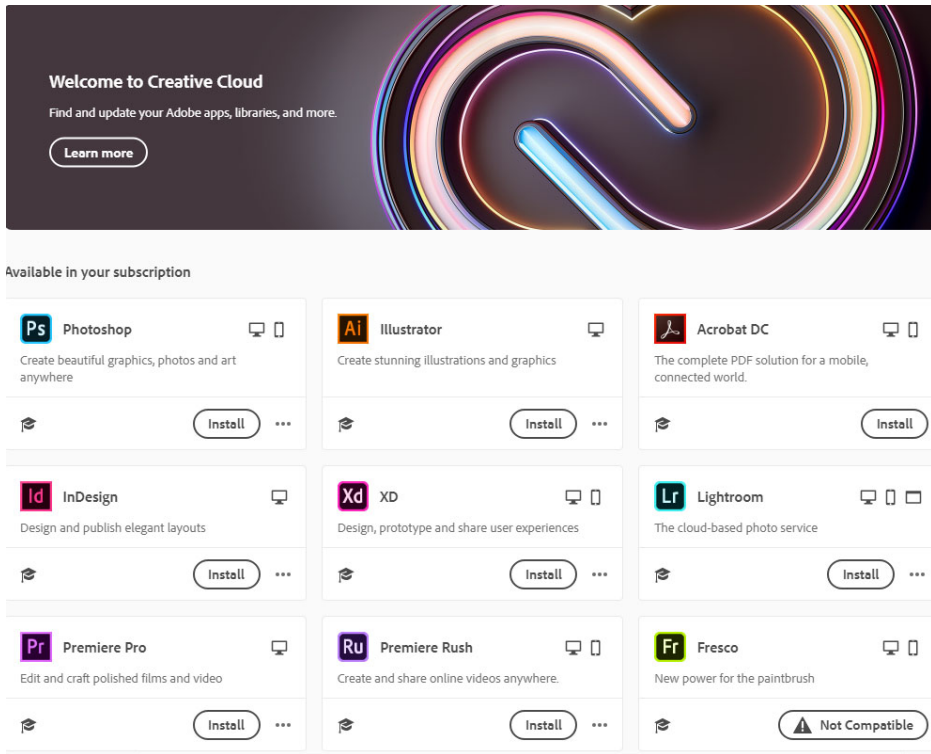 Welcome to Creative Cloud
Find and update your Adobe apps, libraries, and more.
Learn more
Available in your subscription
Ps Photoshop
Create beautiful graphics, photos and art
anywhere
Install
Ai Illustrator
Create stunning illustrations and graphics
Install
Acrobat DC
The complete PDF solution for a mobile,
connected world.
Install
Id InDesign
Design and publish elegant layouts
Install
Xd XD
Design, prototype and share user experiences
Install
Lr Lightroom
The cloud-based photo service
Install
Pr Premiere Pro
Edit and craft polished films and video
Install
Ru Premiere Rush
Create and share online videos anywhere.
Install
Fr Fresco
New power for the paintbrush
Not Compatible